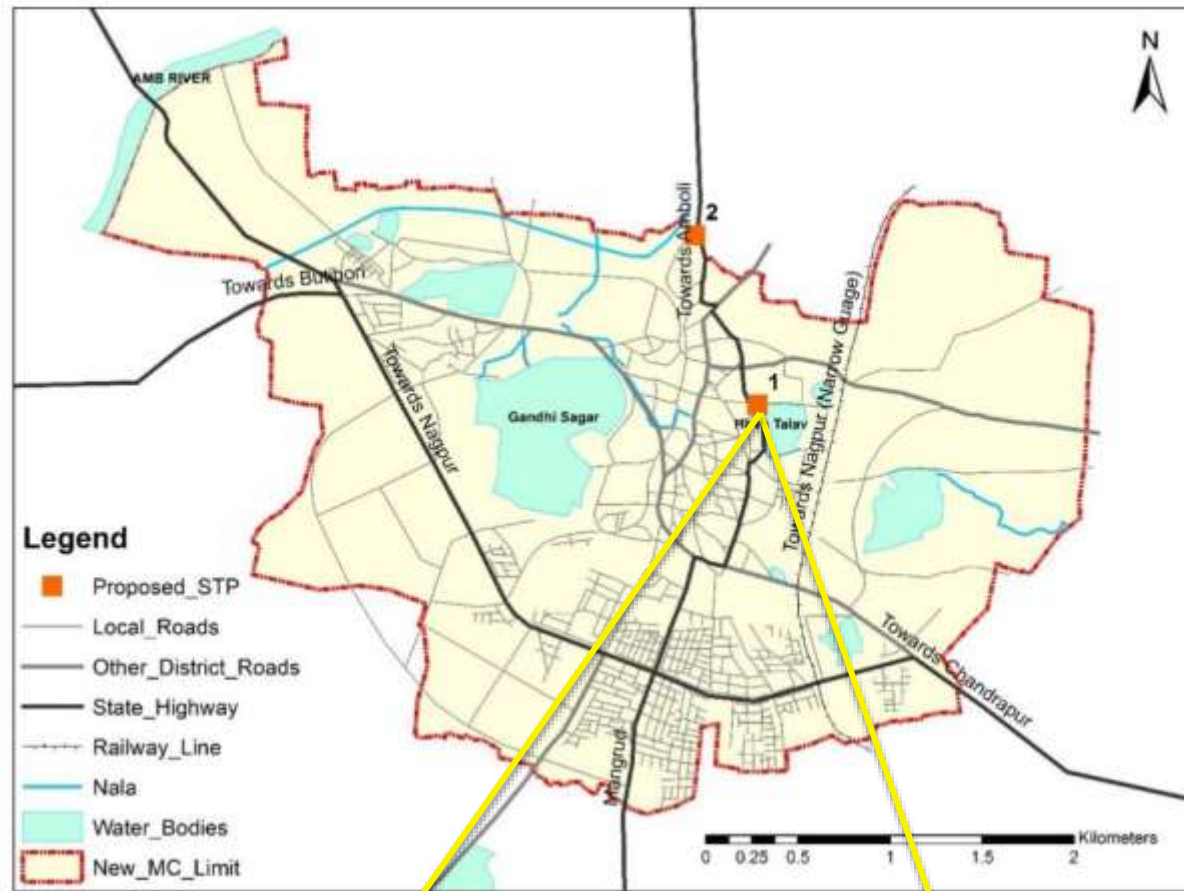 N
AMB RIVER
2
Towards Amboli
Towards Butibori
Towards Nagpur (Narrow Guage)
Towards Nagpur
1
Gandhi Sagar
Talav
Legend
Proposed_STP
Local_Roads
Other_District_Roads
State_Highway
Railway_Line
Nala
Water_Bodies
New_MC_Limit
Towards Chandrapur
Mangrud
Kilometers
0 0.25 0.5 1 1.5 2